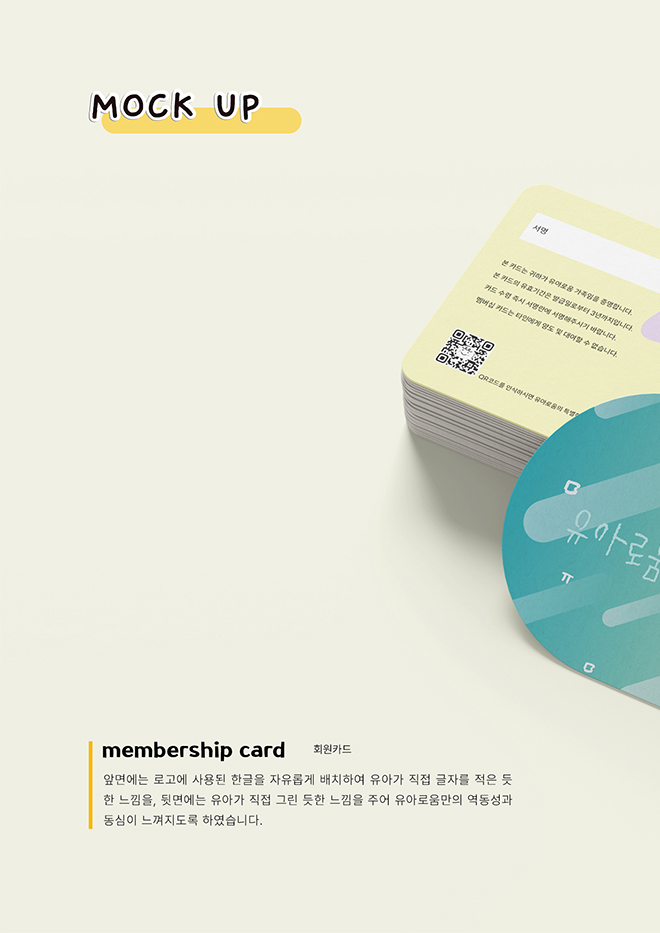 MOCK UP
서명
본 카드는 귀하가 유아로움 가족임을 증명합니다.
본 카드의 유효기간은 발급일로부터 3년까지입니다.
카드 수령 즉시 서명란에 서명해주시기 바랍니다.
멤버십 카드는 타인에게 양도 및 대여할 수 없습니다.
QR코드를 인식하시면 유아로움의 특별한
유아로움
membership card 회원카드
앞면에는 로고에 사용된 한글을 자유롭게 배치하여 유아가 직접 글자를 적은 듯
한 느낌을, 뒷면에는 유아가 직접 그린 듯한 느낌을 주어 유아로움만의 역동성과
동심이 느껴지도록 하였습니다.